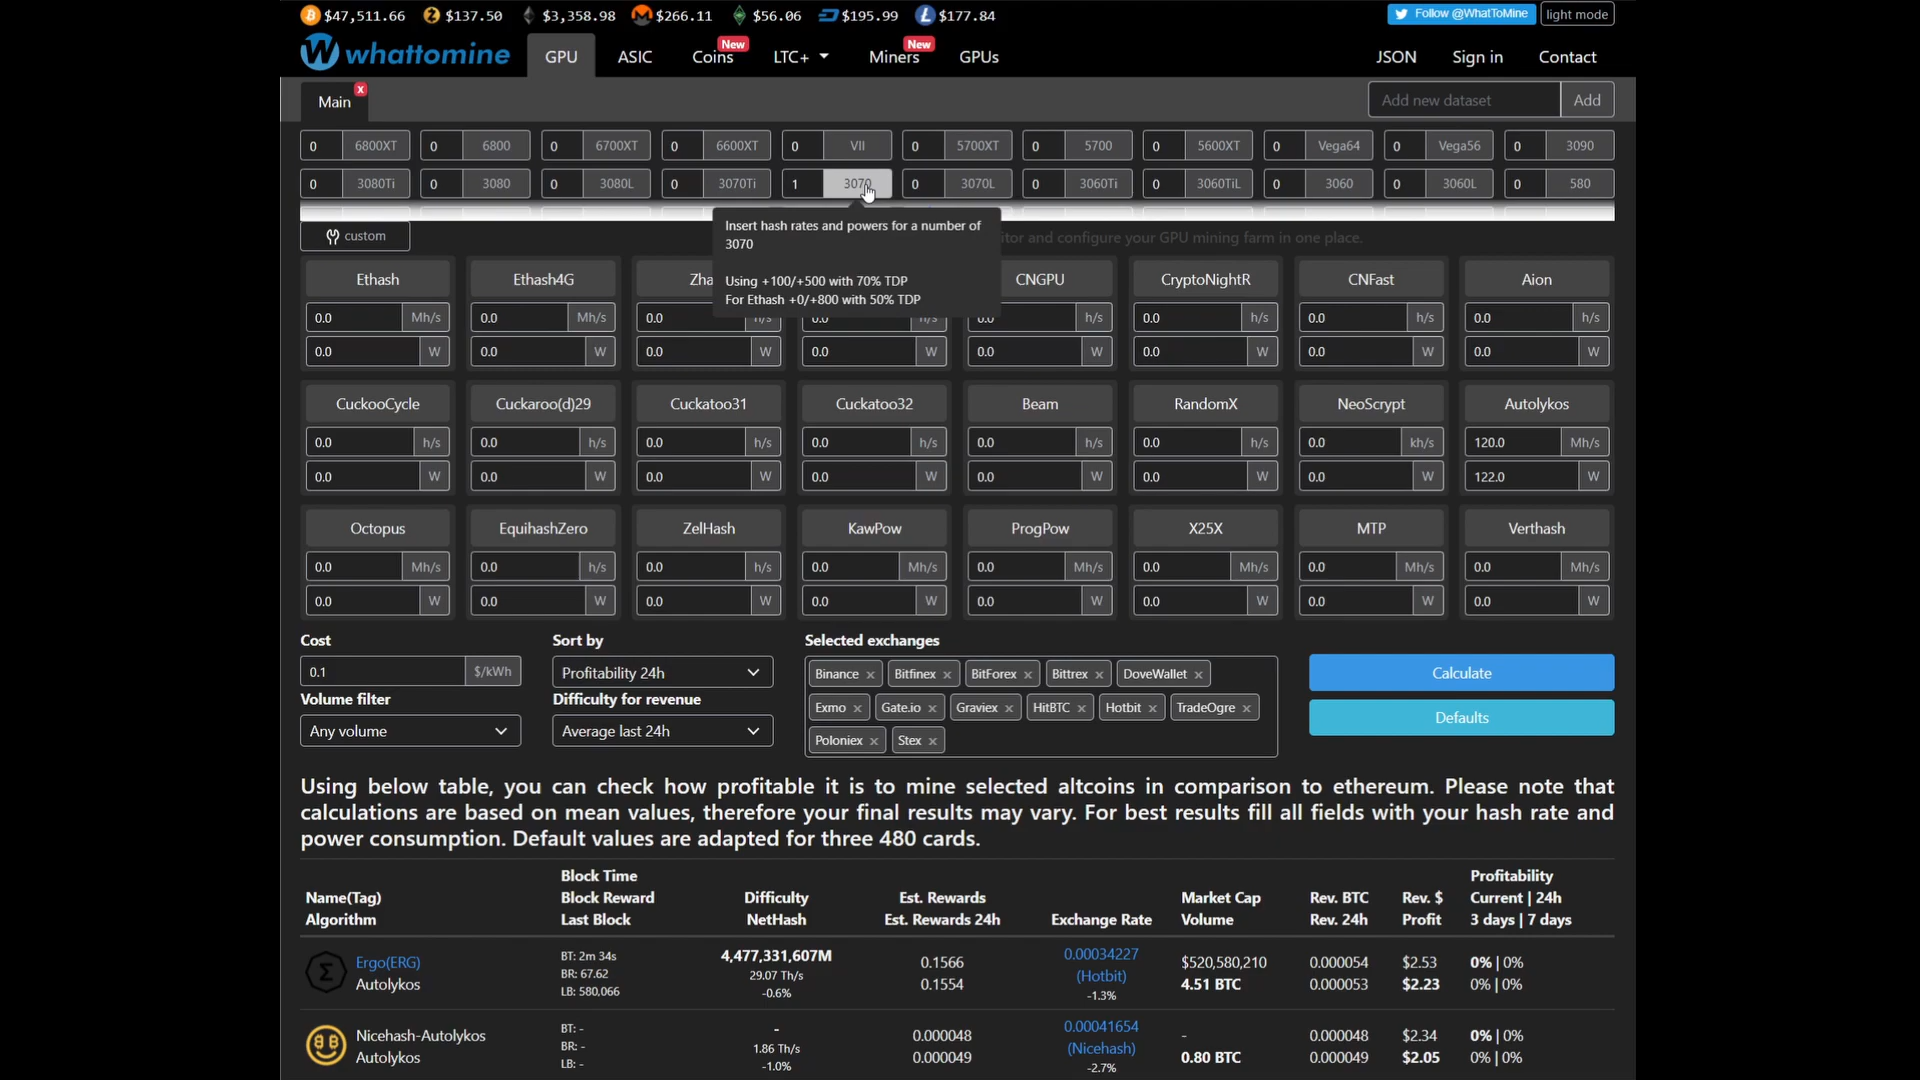 $47,511.66 $137.50 $3,358.98 $266.11 $56.06 $195.99 $177.84 Follow @WhatToMine light mode
whattomine GPU ASIC Coins New LTC+ Miners New GPUs JSON Sign in Contact
Main x Add new dataset Add
0 6800XT 0 6800 0 6700XT 0 6600XT 0 VII 0 5700XT 0 5700 0 5600XT 0 Vega64 0 Vega56 0 3090
0 3080Ti 0 3080 0 3080L 0 3070Ti 1 3070 0 3070L 0 3060Ti 0 3060TiL 0 3060 0 3060L 0 580
custom
Insert hash rates and powers for a number of
3070
Using +100/+500 with 70% TDP
For Ethash +0/+800 with 50% TDP
and configure your GPU mining farm in one place.
Ethash Ethash4G Zha CNGPU CryptoNightR CNFast Aion
0.0 Mh/s 0.0 Mh/s 0.0 h/s 0.0 h/s 0.0 h/s 0.0 h/s 0.0 h/s 0.0 h/s
0.0 W 0.0 W 0.0 W 0.0 W 0.0 W 0.0 W 0.0 W 0.0 W
CuckooCycle Cuckaroo(d)29 Cuckatoo31 Cuckatoo32 Beam RandomX NeoScrypt Autolykos
0.0 h/s 0.0 h/s 0.0 h/s 0.0 h/s 0.0 h/s 0.0 h/s 0.0 kh/s 120.0 Mh/s
0.0 W 0.0 W 0.0 W 0.0 W 0.0 W 0.0 W 0.0 W 122.0 W
Octopus EquihashZero ZelHash KawPow ProgPow X25X MTP Verthash
0.0 Mh/s 0.0 h/s 0.0 h/s 0.0 Mh/s 0.0 Mh/s 0.0 Mh/s 0.0 Mh/s 0.0 Mh/s
0.0 W 0.0 W 0.0 W 0.0 W 0.0 W 0.0 W 0.0 W 0.0 W
Cost Sort by Selected exchanges
0.1 $/kWh Profitability 24h Binance × Bitfinex × BitForex × Bittrex × DoveWallet × Calculate
Volume filter Difficulty for revenue Exmo × Gate.io × Graviex × HitBTC × Hotbit × TradeOgre × Defaults
Any volume Average last 24h Poloniex × Stex ×
Using below table, you can check how profitable it is to mine selected altcoins in comparison to ethereum. Please note that
calculations are based on mean values, therefore your final results may vary. For best results fill all fields with your hash rate and
power consumption. Default values are adapted for three 480 cards.
Block Time Profitability
Name(Tag) Block Reward Difficulty Est. Rewards Market Cap Rev. BTC Rev. $ Current | 24h
Algorithm Last Block NetHash Est. Rewards 24h Exchange Rate Volume Rev. 24h Profit 3 days | 7 days
BT: 2m 34s 4,477,331,607M 0.00034227
Ergo(ERG) BR: 67.62 29.07 Th/s 0.1566 (Hotbit) $520,580,210 0.000054 $2.53 0% | 0%
Autolykos LB: 580,066 -0.6% 0.1554 -1.3% 4.51 BTC 0.000053 $2.23 0% | 0%
BT: - - 0.00041654
Nicehash-Autolykos BR: - 1.86 Th/s 0.000048 (Nicehash) - 0.000048 $2.34 0% | 0%
Autolykos LB: - -1.0% 0.000049 -2.7% 0.80 BTC 0.000049 $2.05 0% | 0%